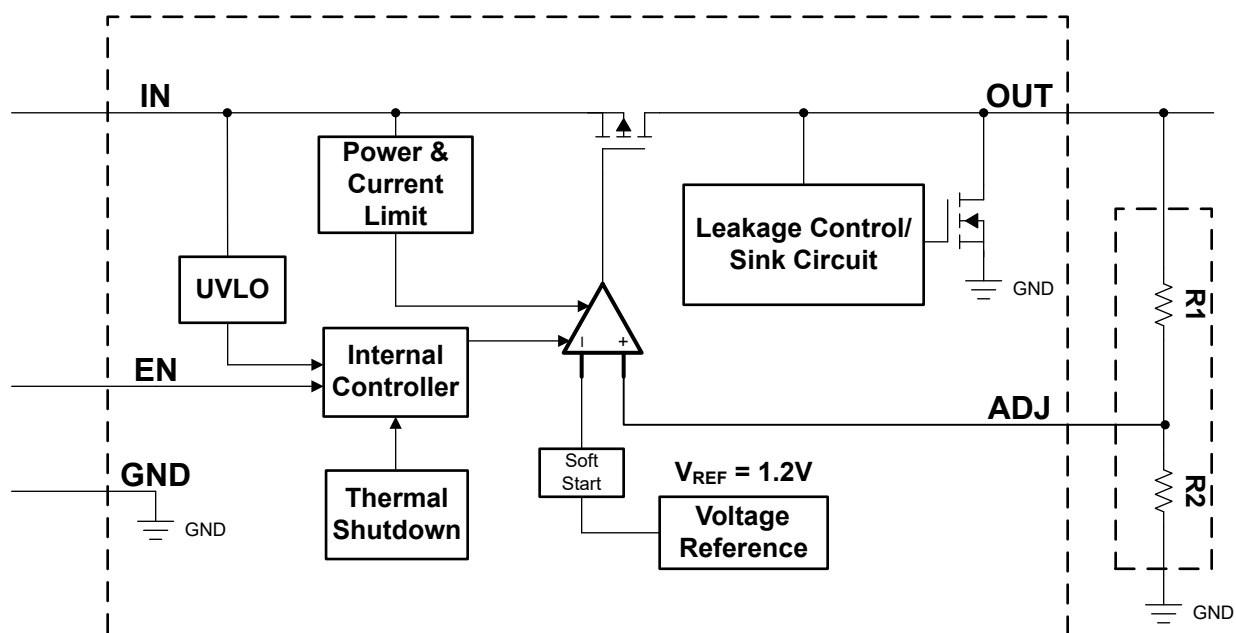 IN
OUT
Power &
Current
Limit
Leakage Control/
Sink Circuit
GND
R1
UVLO
Internal
Controller
EN
− +
ADJ
GND
GND
Thermal
Shutdown
Soft
Start
VREF = 1.2V
Voltage
Reference
R2
GND